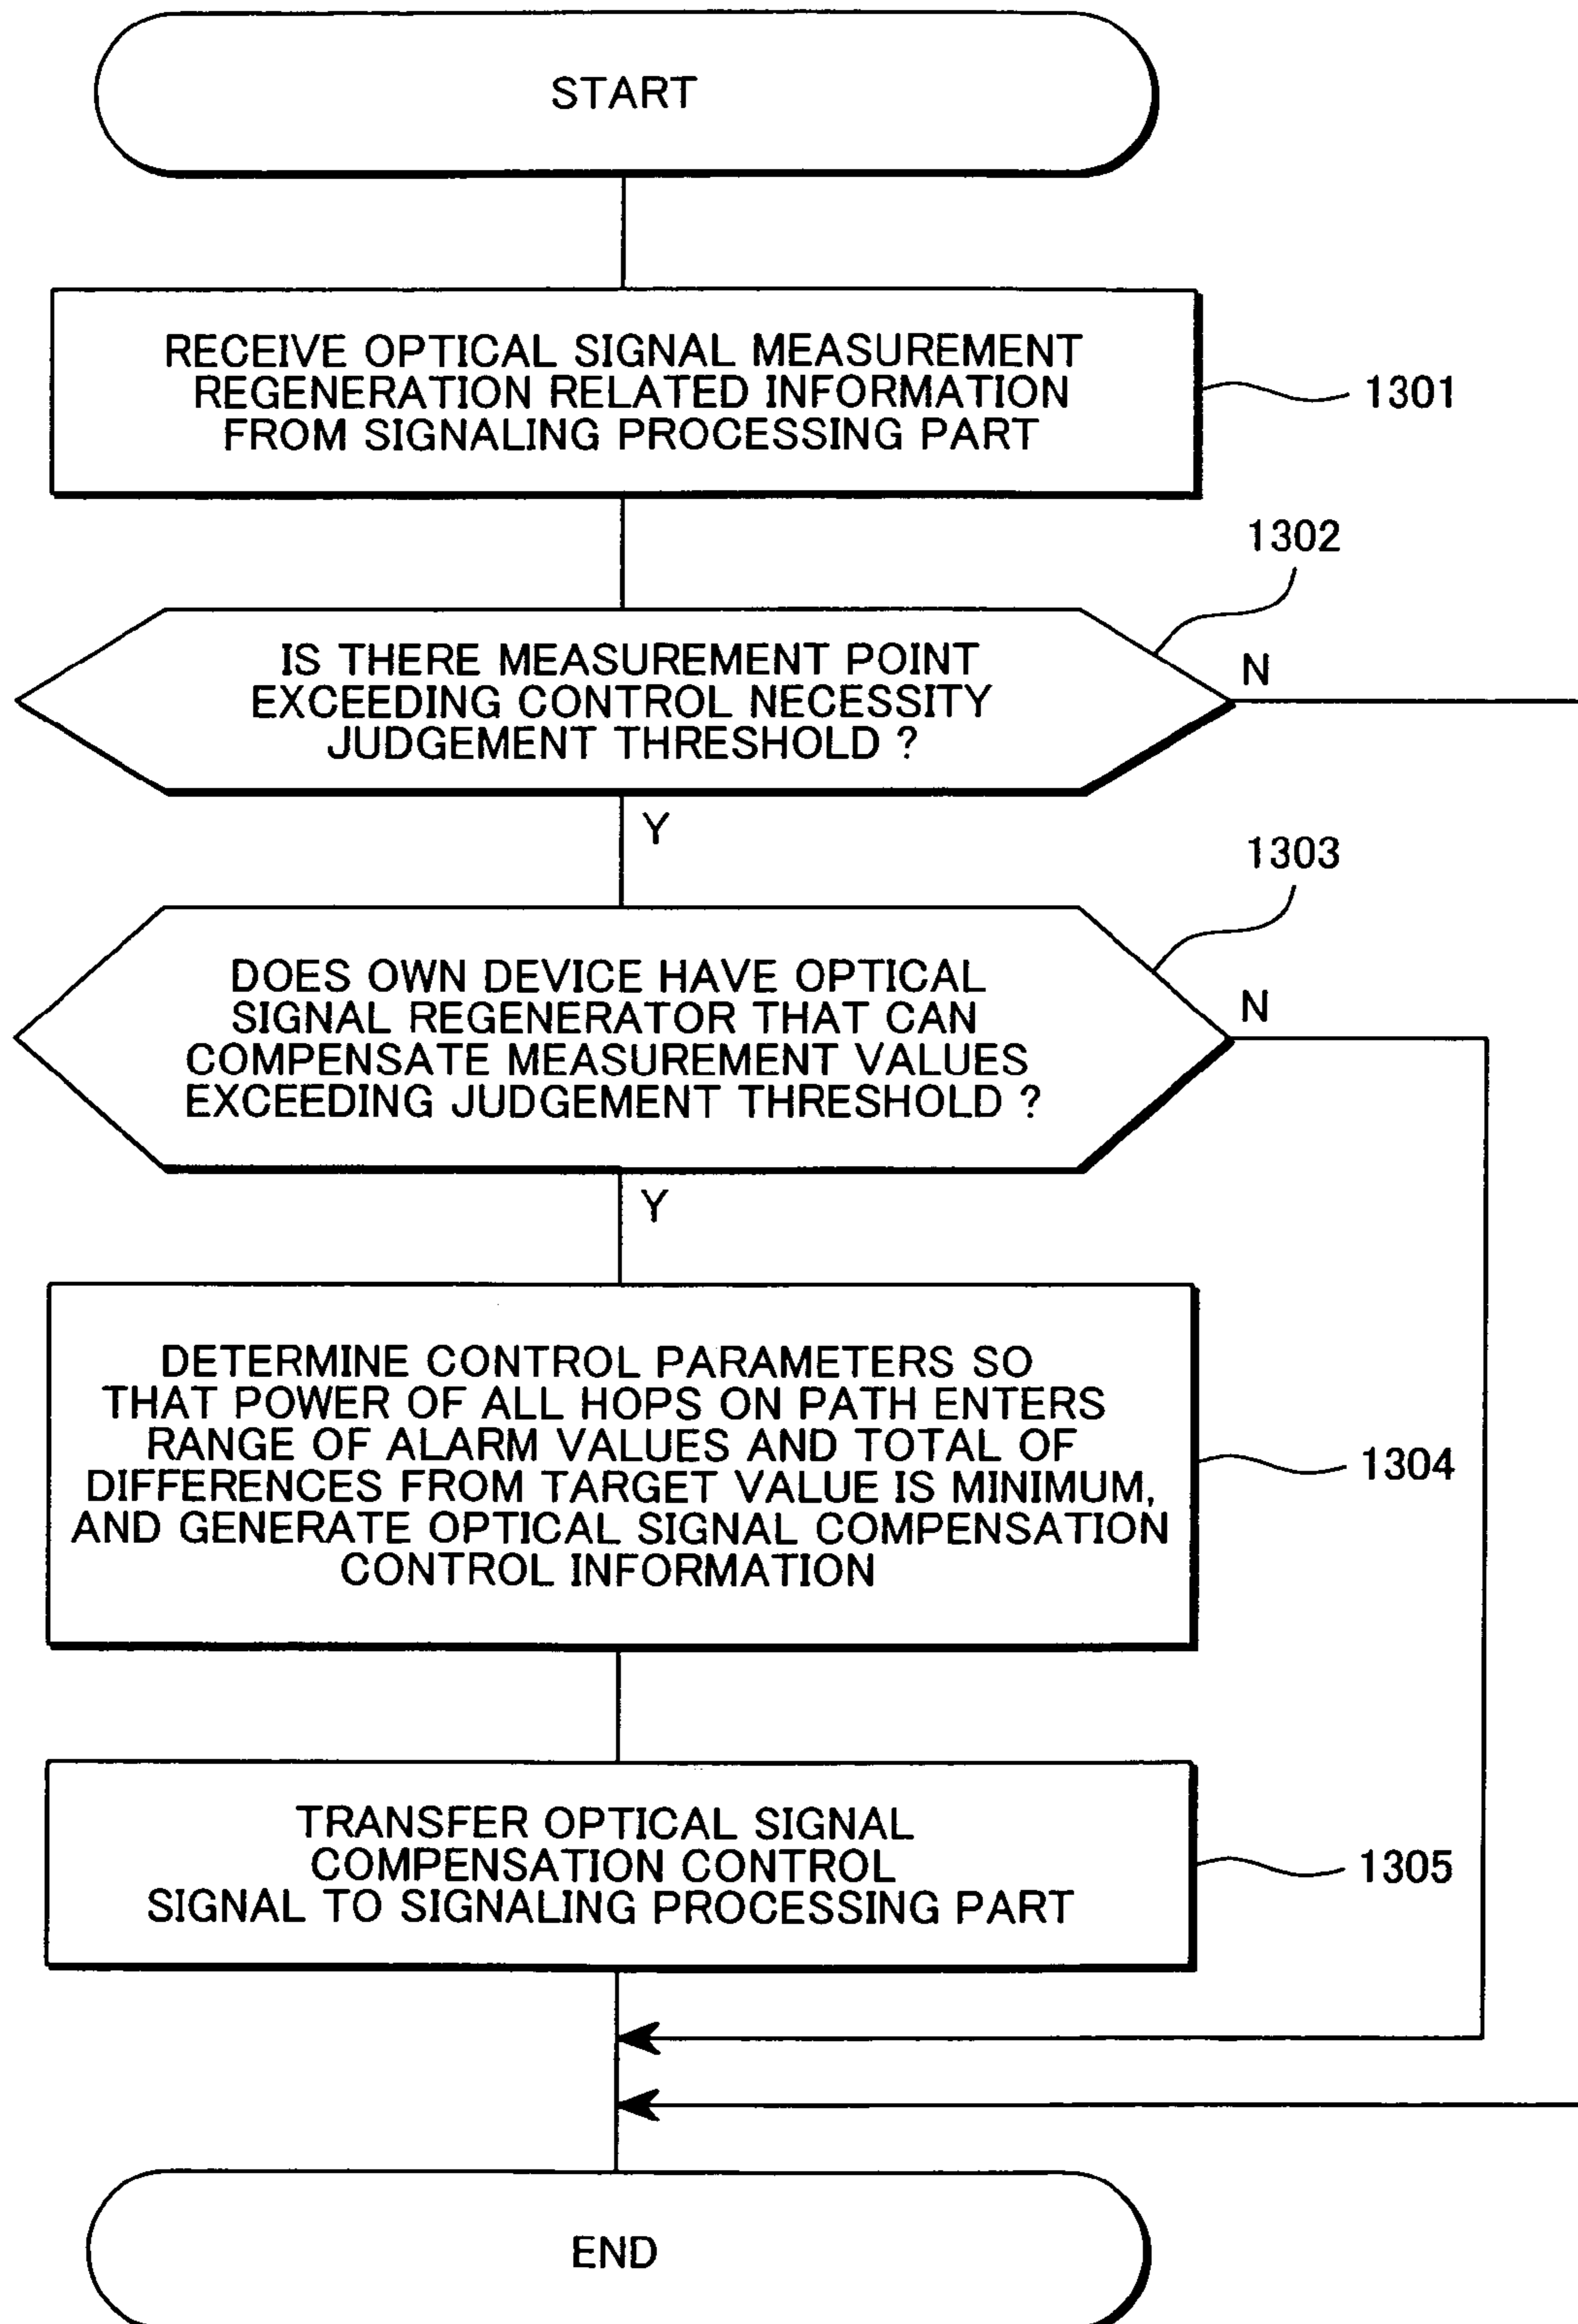 START
RECEIVE OPTICAL SIGNAL MEASUREMENT
REGENERATION RELATED INFORMATION
FROM SIGNALING PROCESSING PART
1301
1302
IS THERE MEASUREMENT POINT
EXCEEDING CONTROL NECESSITY
JUDGEMENT THRESHOLD ?
N
Y
1303
DOES OWN DEVICE HAVE OPTICAL
SIGNAL REGENERATOR THAT CAN
COMPENSATE MEASUREMENT VALUES
EXCEEDING JUDGEMENT THRESHOLD ?
N
Y
DETERMINE CONTROL PARAMETERS SO
THAT POWER OF ALL HOPS ON PATH ENTERS
RANGE OF ALARM VALUES AND TOTAL OF
DIFFERENCES FROM TARGET VALUE IS MINIMUM,
AND GENERATE OPTICAL SIGNAL COMPENSATION
CONTROL INFORMATION
1304
TRANSFER OPTICAL SIGNAL
COMPENSATION CONTROL
SIGNAL TO SIGNALING PROCESSING PART
1305
END